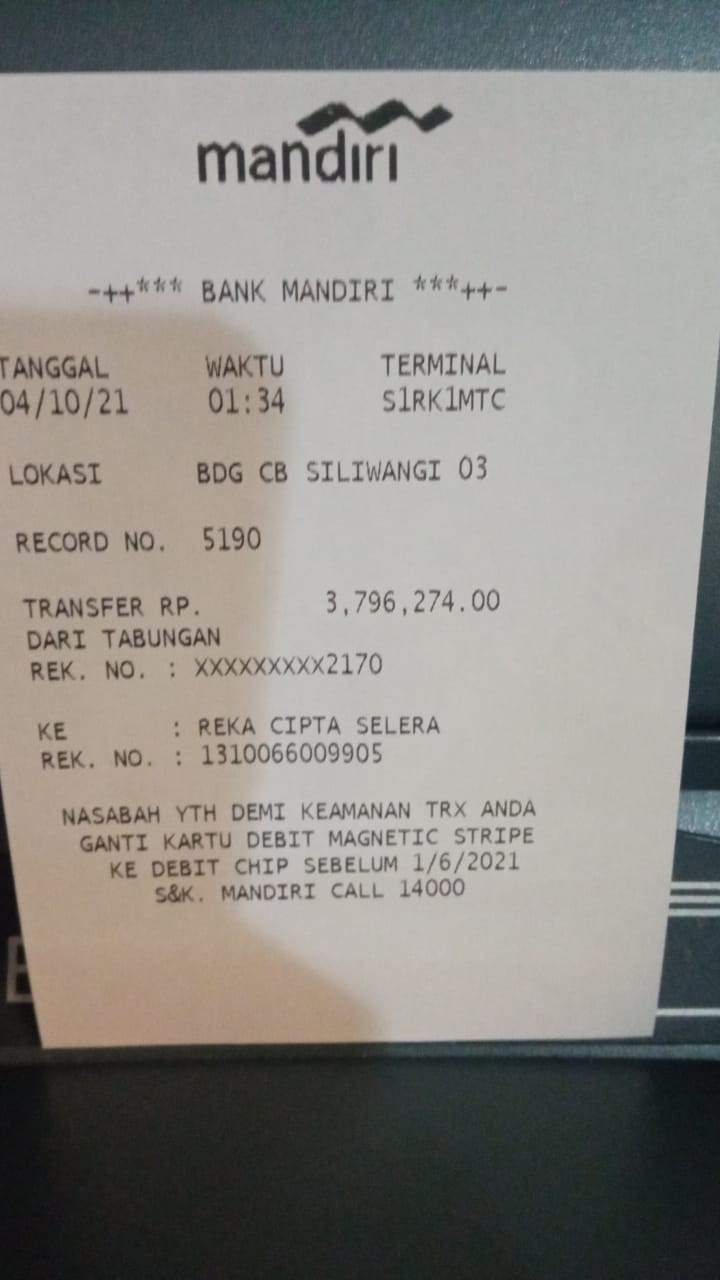 mandırı
-++*** BANK MANDIRI ***++-
TANGGAL WAKTU TERMINAL
04/10/21 01:34 S1RK1MTC
LOKASI BDG CB SILIWANGI 03
RECORD NO. 5190
TRANSFER RP. 3,796,274.00
DARI TABUNGAN
REK. NO. : XXXXXXXXX2170
KE : REKA CIPTA SELERA
REK. NO. : 1310066009905
NASABAH YTH DEMI KEAMANAN TRX ANDA
GANTI KARTU DEBIT MAGNETIC STRIPE
KE DEBIT CHIP SEBELUM 1/6/2021
S&K. MANDIRI CALL 14000